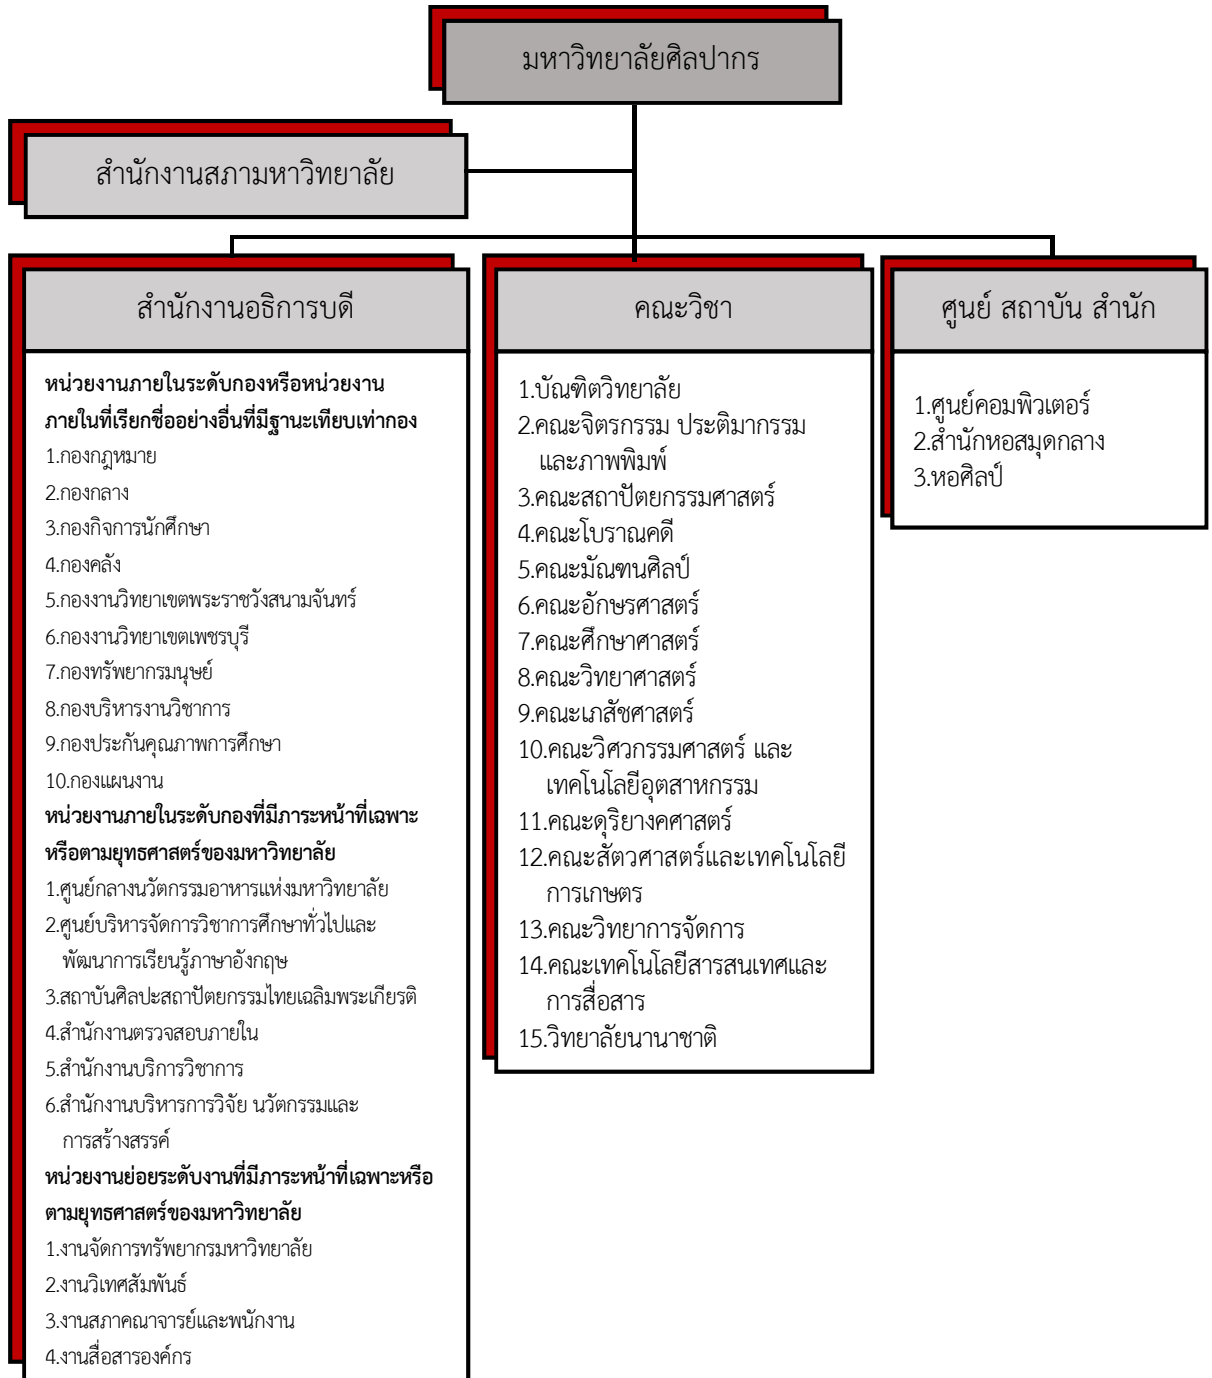 มหาวิทยาลัยศิลปากร
สำนักงานสภามหาวิทยาลัย
สำนักงานอธิการบดี
หน่วยงานภายในระดับกองหรือหน่วยงาน
ภายในที่เรียกชื่ออย่างอื่นที่มีฐานะเทียบเท่ากอง
1.กองกฎหมาย
2.กองกลาง
3.กองกิจการนักศึกษา
4.กองคลัง
5.กองงานวิทยาเขตพระราชวังสนามจันทร์
6.กองงานวิทยาเขตเพชรบุรี
7.กองทรัพยากรมนุษย์
8.กองบริหารงานวิชาการ
9.กองประกันคุณภาพการศึกษา
10.กองแผนงาน
หน่วยงานภายในระดับกองที่มีภาระหน้าที่เฉพาะ
หรือตามยุทธศาสตร์ของมหาวิทยาลัย
1.ศูนย์กลางนวัตกรรมอาหารแห่งมหาวิทยาลัย
2.ศูนย์บริหารจัดการวิชาการศึกษาทั่วไปและ
พัฒนาการเรียนรู้ภาษาอังกฤษ
3.สถาบันศิลปะสถาปัตยกรรมไทยเฉลิมพระเกียรติ
4.สำนักงานตรวจสอบภายใน
5.สำนักงานบริการวิชาการ
6.สำนักงานบริหารการวิจัย นวัตกรรมและ
การสร้างสรรค์
หน่วยงานย่อยระดับงานที่มีภาระหน้าที่เฉพาะหรือ
ตามยุทธศาสตร์ของมหาวิทยาลัย
1.งานจัดการทรัพยากรมหาวิทยาลัย
2.งานวิเทศสัมพันธ์
3.งานสภาคณาจารย์และพนักงาน
4.งานสื่อสารองค์กร
คณะวิชา
1.บัณฑิตวิทยาลัย
2.คณะจิตรกรรม ประติมากรรม
และภาพพิมพ์
3.คณะสถาปัตยกรรมศาสตร์
4.คณะโบราณคดี
5.คณะมัณฑนศิลป์
6.คณะอักษรศาสตร์
7.คณะศึกษาศาสตร์
8.คณะวิทยาศาสตร์
9.คณะเภสัชศาสตร์
10.คณะวิศวกรรมศาสตร์ และ
เทคโนโลยีอุตสาหกรรม
11.คณะดุริยางคศาสตร์
12.คณะสัตวศาสตร์และเทคโนโลยี
การเกษตร
13.คณะวิทยาการจัดการ
14.คณะเทคโนโลยีสารสนเทศและ
การสื่อสาร
15.วิทยาลัยนานาชาติ
ศูนย์ สถาบัน สำนัก
1.ศูนย์คอมพิวเตอร์
2.สำนักหอสมุดกลาง
3.หอศิลป์